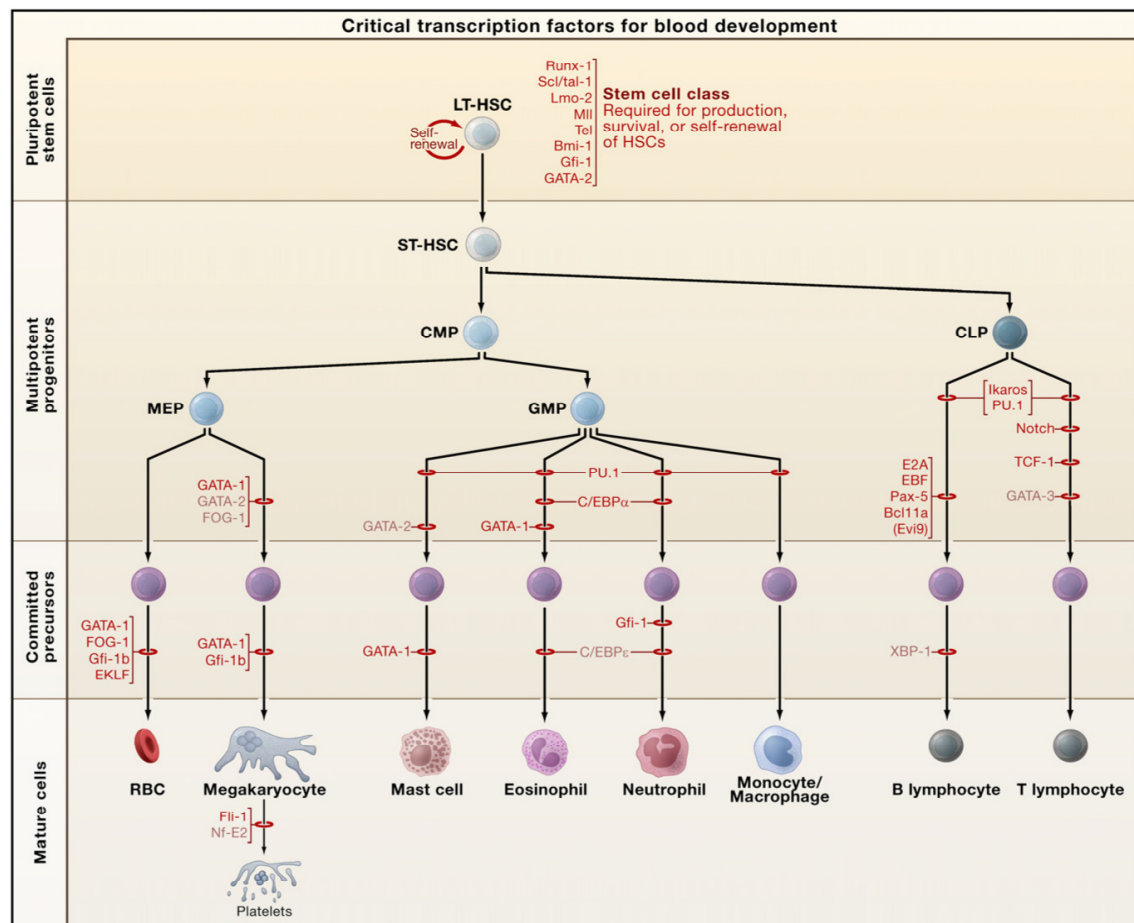 Critical transcription factors for blood development
Pluripotent
stem cells
LT-HSC
Self-
renewal
Runx-1
Scl/tal-1
Lmo-2
Mll
Tel
Bmi-1
Gfi-1
GATA-2
Stem cell class
Required for production,
survival, or self-renewal
of HSCs
Multipotent
progenitors
ST-HSC
CMP
CLP
MEP
GMP
Ikaros
PU.1
Notch
TCF-1
GATA-3
E2A
EBF
Pax-5
Bcl11a
(Evi9)
GATA-1
GATA-2
FOG-1
PU.1
C/EBPα
GATA-2
GATA-1
Committed
precursors
GATA-1
FOG-1
Gfi-1b
EKLF
GATA-1
Gfi-1b
GATA-1
Gfi-1
C/EBPε
XBP-1
Mature cells
RBC
Megakaryocyte
Mast cell
Eosinophil
Neutrophil
Monocyte/
Macrophage
B lymphocyte
T lymphocyte
Fli-1
Nf-E2
Platelets